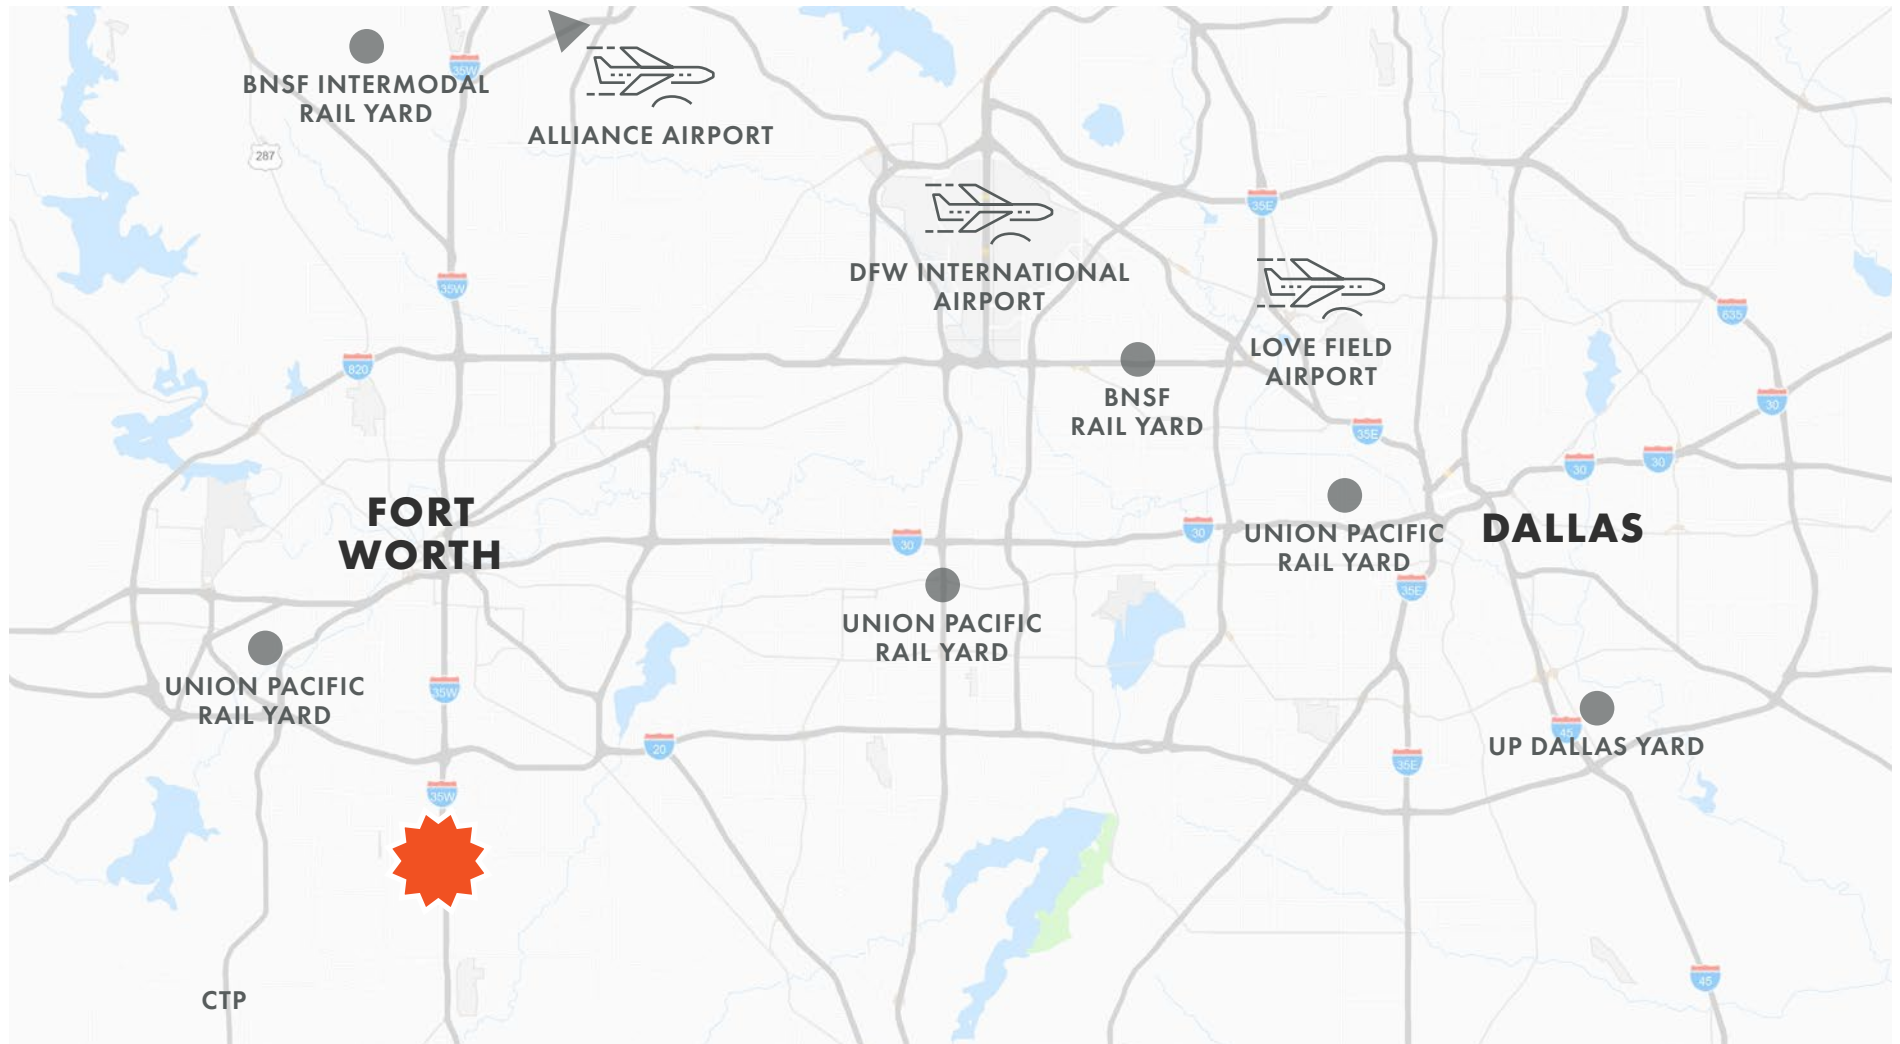 35W
BNSF INTERMODAL
RAIL YARD
ALLIANCE AIRPORT
287
35E
DFW INTERNATIONAL
AIRPORT
35W
635
LOVE FIELD
AIRPORT
820
BNSF
RAIL YARD
30
35E
30
30
FORT
WORTH
UNION PACIFIC
RAIL YARD
DALLAS
30
30
35E
UNION PACIFIC
RAIL YARD
UNION PACIFIC
RAIL YARD
35W
45
UP DALLAS YARD
20
35E
35W
45
CTP